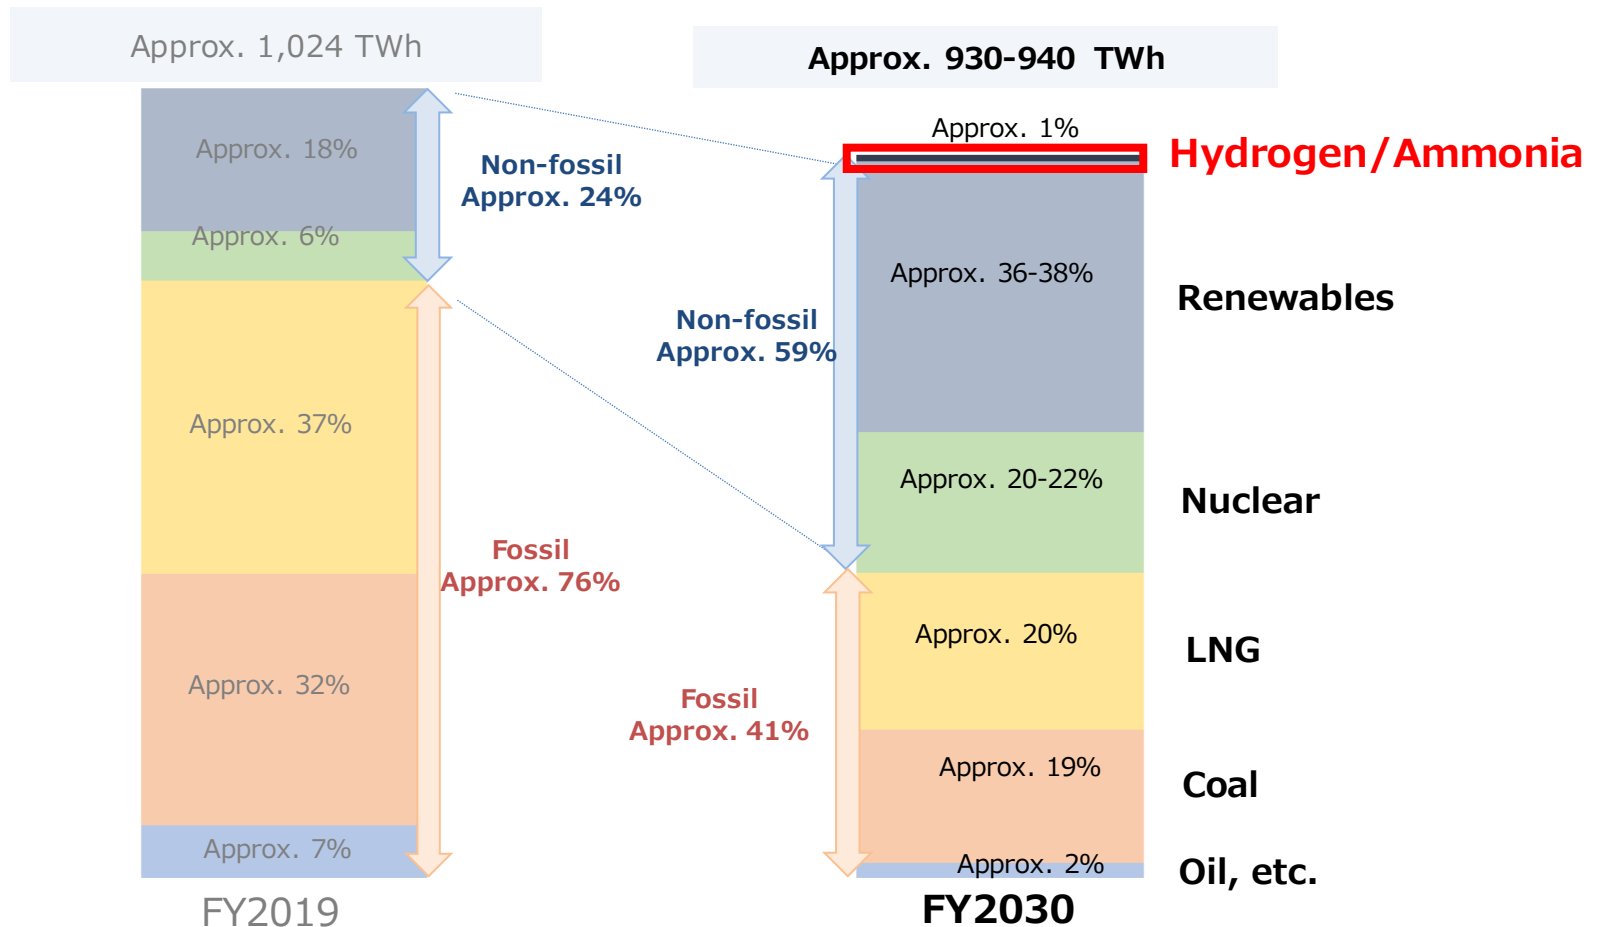 Approx. 1,024 TWh
Approx. 930-940 TWh
Approx. 18%
Approx. 6%
Approx. 37%
Approx. 32%
Approx. 7%
FY2019
Non-fossil
Approx. 24%
Fossil
Approx. 76%
Non-fossil
Approx. 59%
Fossil
Approx. 41%
Approx. 1%
Hydrogen/Ammonia
Approx. 36-38%
Renewables
Approx. 20-22%
Nuclear
Approx. 20%
LNG
Approx. 19%
Coal
Approx. 2%
Oil, etc.
FY2030